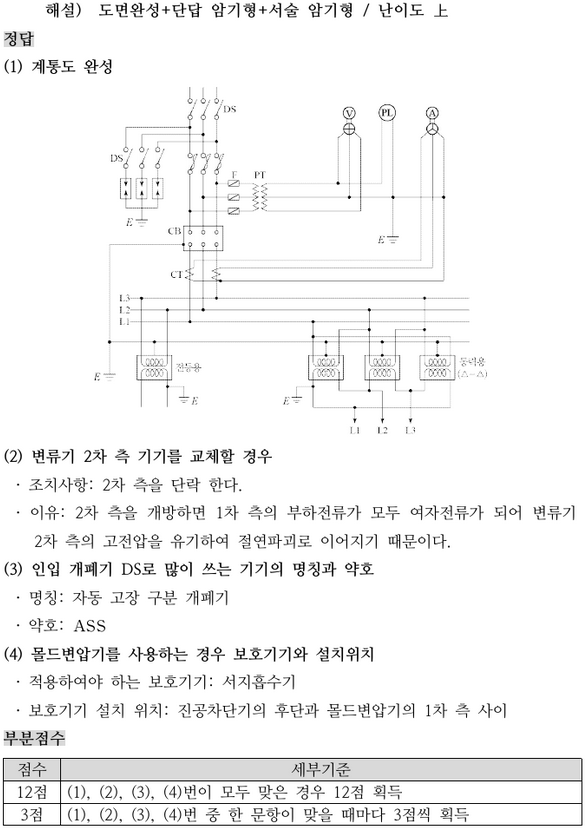 해설) 도면완성+단답 암기형+서술 암기형 / 난이도 上
정답
(1) 계통도 완성
DS
V
PL
A
DS
F
PT
E
CB
E
CT
L3
L2
L1
전등용
동력용
(△-△)
E
E
E
L1
L2
L3
(2) 변류기 2차 측 기기를 교체할 경우
· 조치사항: 2차 측을 단락 한다.
· 이유: 2차 측을 개방하면 1차 측의 부하전류가 모두 여자전류가 되어 변류기
2차 측의 고전압을 유기하여 절연파괴로 이어지기 때문이다.
(3) 인입 개폐기 DS로 많이 쓰는 기기의 명칭과 약호
· 명칭: 자동 고장 구분 개폐기
· 약호: ASS
(4) 몰드변압기를 사용하는 경우 보호기기와 설치위치
· 적용하여야 하는 보호기기: 서지흡수기
· 보호기기 설치 위치: 진공차단기의 후단과 몰드변압기의 1차 측 사이
부분점수
점수 세부기준
12점 (1), (2), (3), (4)번이 모두 맞은 경우 12점 획득
3점 (1), (2), (3), (4)번 중 한 문항이 맞을 때마다 3점씩 획득